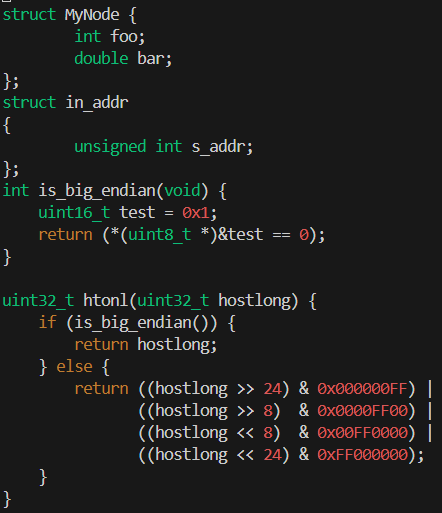 struct MyNode {
        int foo;
        double bar;
};
struct in_addr
{
        unsigned int s_addr;
};
int is_big_endian(void) {
    uint16_t test = 0x1;
    return (*(uint8_t *)&test == 0);
}

uint32_t htonl(uint32_t hostlong) {
    if (is_big_endian()) {
        return hostlong;
    } else {
        return ((hostlong >> 24) & 0x000000FF) |
               ((hostlong >> 8)  & 0x0000FF00) |
               ((hostlong << 8)  & 0x00FF0000) |
               ((hostlong << 24) & 0xFF000000);
    }
}